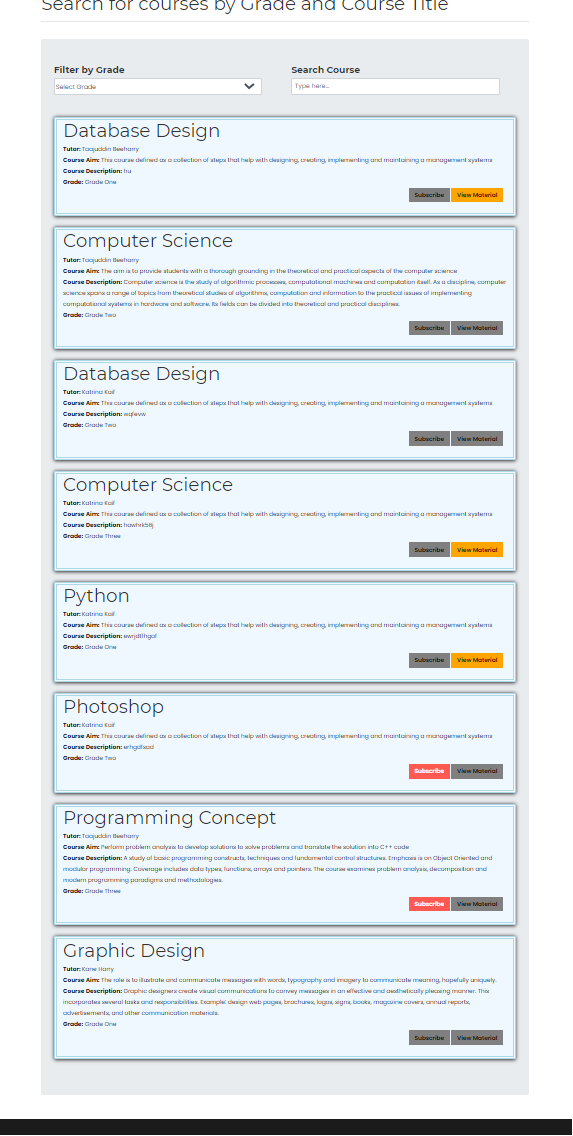 Search for courses by Grade and Course Title
Filter by Grade
Search Course
Select Grade
Type here...
Database Design
Tutor: Taajuddin Beeharry
Course Aim: This course defined as a collection of steps that help with designing, creating, implementing and maintaining a management systems
Course Description: hu
Grade: Grade One
Subscribe View Material
Computer Science
Tutor: Taajuddin Beeharry
Course Aim: The aim is to provide students with a thorough grounding in the theoretical and practical aspects of the computer science
Course Description: Computer science is the study of algorithmic processes, computational machines and computation itself. As a discipline, computer
science spans a range of topics from theoretical studies of algorithms, computation and information to the practical issues of implementing
computational systems in hardware and software. Its fields can be divided into theoretical and practical disciplines.
Grade: Grade Two
Subscribe View Material
Database Design
Tutor: Katrina Kaif
Course Aim: This course defined as a collection of steps that help with designing, creating, implementing and maintaining a management systems
Course Description:
Grade: Grade Two
Subscribe View Material
Computer Science
Tutor: Katrina Kaif
Course Aim: This course defined as a collection of steps that help with designing, creating, implementing and maintaining a management systems
Course Description:
Grade: Grade Three
Subscribe View Material
Python
Tutor: Katrina Kaif
Course Aim: This course defined as a collection of steps that help with designing, creating, implementing and maintaining a management systems
Course Description:
Grade: Grade One
Subscribe View Material
Photoshop
Tutor: Katrina Kaif
Course Aim: This course defined as a collection of steps that help with designing, creating, implementing and maintaining a management systems
Course Description:
Grade: Grade Two
Subscribe View Material
Programming Concept
Tutor: Taajuddin Beeharry
Course Aim: Perform problem analysis to develop solutions to solve problems and translate the solution into C++ code
Course Description: A study of basic programming constructs, techniques and fundamental control structures. Emphasis is on Object Oriented and
modular programming. Coverage includes data types, functions, arrays and pointers. The course examines problem analysis, decomposition and
modern programming paradigms and methodologies.
Grade: Grade Three
Subscribe View Material
Graphic Design
Tutor: Kane Harry
Course Aim: The role is to illustrate and communicate messages with words, typography and imagery to communicate meaning, hopefully uniquely.
Course Description: Graphic designers create visual communications to convey messages in an effective and aesthetically pleasing manner. This
incorporates several tasks and responsibilities. Example: design web pages, brochures, logos, signs, books, magazine covers, annual reports,
advertisements, and other communication materials.
Grade: Grade One
Subscribe View Material